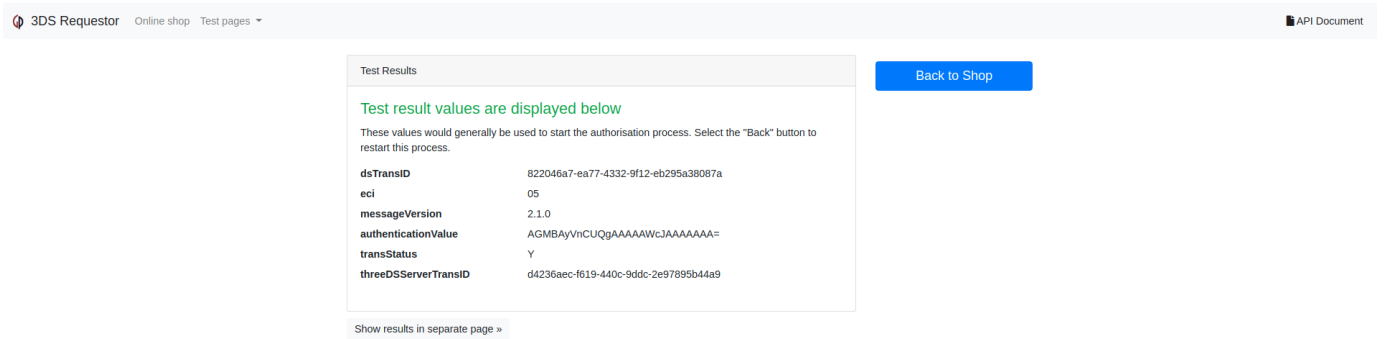 3DS Requestor Online shop Test pages API Document
Test Results
Back to Shop
Test result values are displayed below
These values would generally be used to start the authorisation process. Select the "Back" button to
restart this process.
dsTransID 822046a7-ea77-4332-9f12-eb295a38087a
eci 05
messageVersion 2.1.0
authenticationValue AGMBAyVnCUQgAAAAAWcJAAAAAAA=
transStatus Y
threeDSServerTransID d4236aec-f619-440c-9ddc-2e97895b44a9
Show results in separate page »